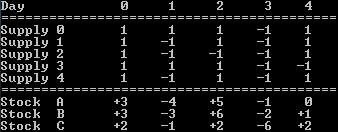 Day 0 1 2 3 4
Supply 0 1 1 1 -1 1
Supply 1 1 -1 1 -1 1
Supply 2 1 -1 -1 -1 1
Supply 3 1 1 1 -1 -1
Supply 4 1 -1 1 1 1
Stock A +3 -4 +5 -1 0
Stock B +3 -3 +6 -2 +1
Stock C +2 -1 +2 -6 +2